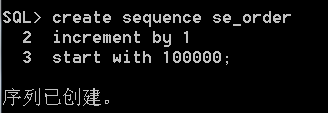 SQL> create sequence se_order
2 increment by 1
3 start with 100000;
序列已创建。